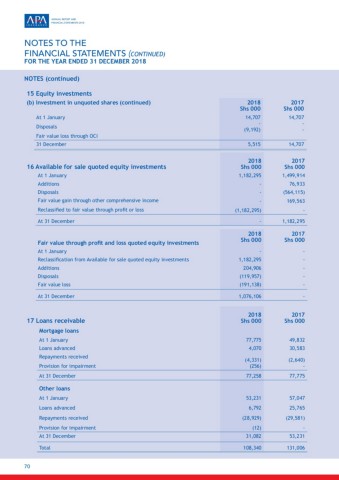 APA
ANNUAL REPORT AND
FINANCIAL STATEMENTS 2018
NOTES TO THE
FINANCIAL STATEMENTS (CONTINUED)
FOR THE YEAR ENDED 31 DECEMBER 2018
NOTES (continued)
15 Equity Investments
(b) Investment in unquoted shares (continued) 2018 2017
Shs 000 Shs 000
At 1 January 14,707 14,707
Disposals - -
(9,192) -
Fair value loss through OCI
31 December 5,515 14,707
2018 2017
16 Available for sale quoted equity investments Shs 000 Shs 000
At 1 January 1,182,295 1,499,914
Additions - 76,933
Disposals - (564,115)
Fair value gain through other comprehensive income - 169,563
Reclassified to fair value through profit or loss (1,182,295) -
At 31 December - 1,182,295
2018 2017
Fair value through profit and loss quoted equity investments Shs 000 Shs 000
At 1 January - -
Reclassification from Available for sale quoted equity investments 1,182,295 -
Additions 204,906 -
Disposals (119,957) -
Fair value loss (191,138) -
At 31 December 1,076,106 -
2018 2017
17 Loans receivable Shs 000 Shs 000
Mortgage loans
At 1 January 77,775 49,832
Loans advanced 4,070 30,583
Repayments received (4,331) (2,640)
Provision for impairment (256) -
At 31 December 77,258 77,775
Other loans
At 1 January 53,231 57,047
Loans advanced 6,792 25,765
Repayments received (28,929) (29,581)
Provision for impairment (12) -
At 31 December 31,082 53,231
Total 108,340 131,006
70